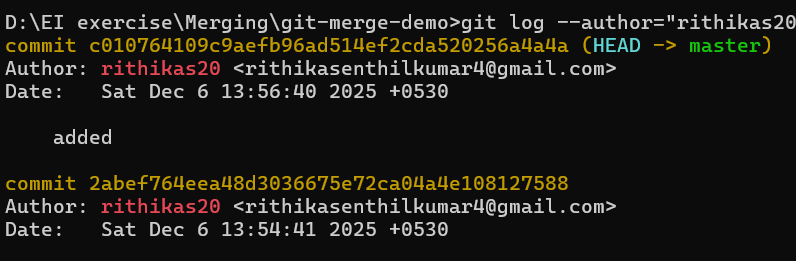 D:\EI exercise\Merging\git-merge-demo>git log --author="rithikas20
commit c010764109c9aefb96ad514ef2cda520256a4a4a (HEAD -> master)
Author: rithikas20 <rithikasenthilkumar4@gmail.com>
Date:   Sat Dec 6 13:56:40 2025 +0530
    added
commit 2abef764eea48d3036675e72ca04a4e108127588
Author: rithikas20 <rithikasenthilkumar4@gmail.com>
Date:   Sat Dec 6 13:54:41 2025 +0530